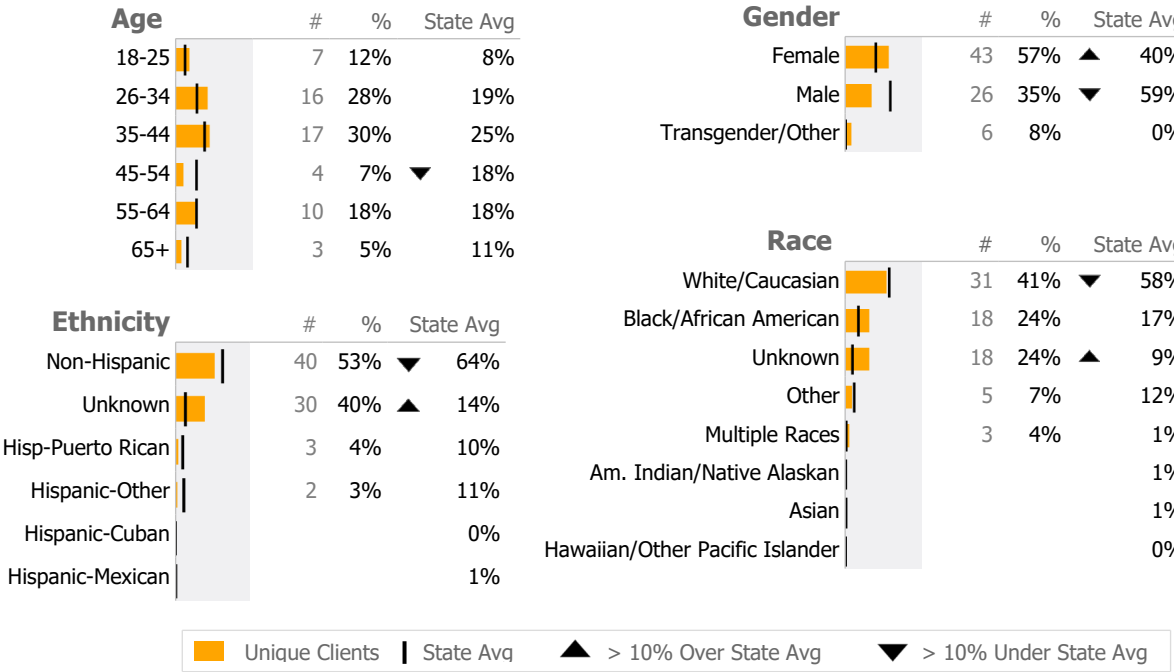 Age # % State Avg
18-25 7 12% 8%
26-34 16 28% 19%
35-44 17 30% 25%
45-54 4 7% ▼ 18%
55-64 10 18% 18%
65+ 3 5% 11%
Ethnicity # % State Avg
Non-Hispanic 40 53% ▼ 64%
Unknown 30 40% ▲ 14%
Hisp-Puerto Rican 3 4% 10%
Hispanic-Other 2 3% 11%
Hispanic-Cuban 0%
Hispanic-Mexican 1%
Gender # % State Avg
Female 43 57% ▲ 40%
Male 26 35% ▼ 59%
Transgender/Other 6 8% 0%
Race # % State Avg
White/Caucasian 31 41% ▼ 58%
Black/African American 18 24% 17%
Unknown 18 24% ▲ 9%
Other 5 7% 12%
Multiple Races 3 4% 1%
Am. Indian/Native Alaskan 1%
Asian 1%
Hawaiian/Other Pacific Islander 0%
Unique Clients State Avg ▲ > 10% Over State Avg ▼ > 10% Under State Avg